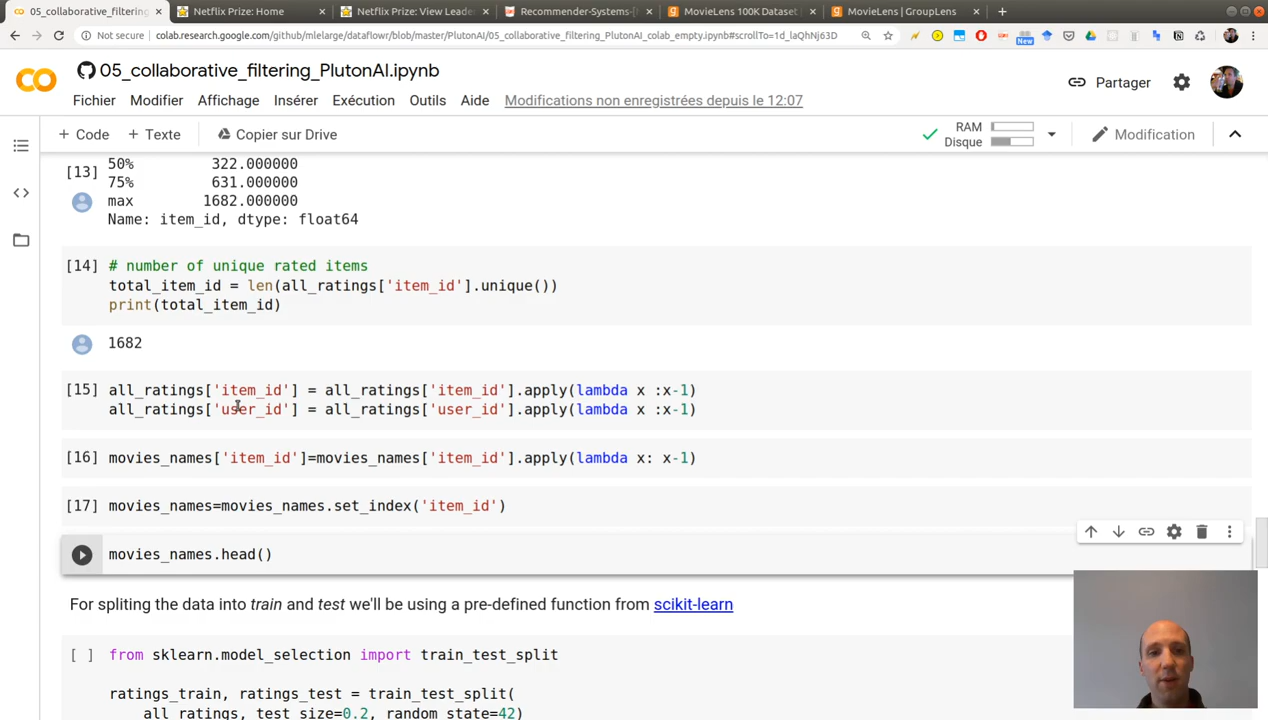 05_collaborative_filtering_
Netflix Prize: Home
Netflix Prize: View Leade
Recommender-Systems-[
MovieLens 100K Dataset
MovieLens | GroupLens
Not secure | colab.research.google.com/github/mlelarge/dataflowr/blob/master/PlutonAI/05_collaborative_filtering_PlutonAI_colab_empty.ipynb#scrollTo=1d_laQhNj63D
New
05_collaborative_filtering_PlutonAI.ipynb
Partager
Fichier Modifier Affichage Insérer Exécution Outils Aide Modifications non enregistrées depuis le 12:07
+ Code + Texte Copier sur Drive
RAM
Disque
Modification
[13]
50% 322.000000
75% 631.000000
max 1682.000000
Name: item_id, dtype: float64
[14] # number of unique rated items
total_item_id = len(all_ratings['item_id'].unique())
print(total_item_id)
1682
[15] all_ratings['item_id'] = all_ratings['item_id'].apply(lambda x :x-1)
all_ratings['user_id'] = all_ratings['user_id'].apply(lambda x :x-1)
[16] movies_names['item_id']=movies_names['item_id'].apply(lambda x: x-1)
[17] movies_names=movies_names.set_index('item_id')
movies_names.head()
For spliting the data into train and test we'll be using a pre-defined function from scikit-learn
[ ] from sklearn.model_selection import train_test_split
ratings_train, ratings_test = train_test_split(
all_ratings, test_size=0.2, random_state=42)